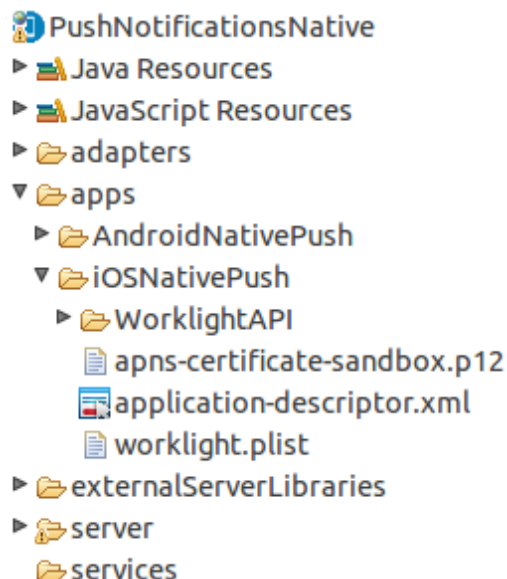 PushNotificationsNative
Java Resources
JavaScript Resources
adapters
apps
AndroidNativePush
iOSNativePush
WorklightAPI
apns-certificate-sandbox.p12
application-descriptor.xml
worklight.plist
externalServerLibraries
server
services